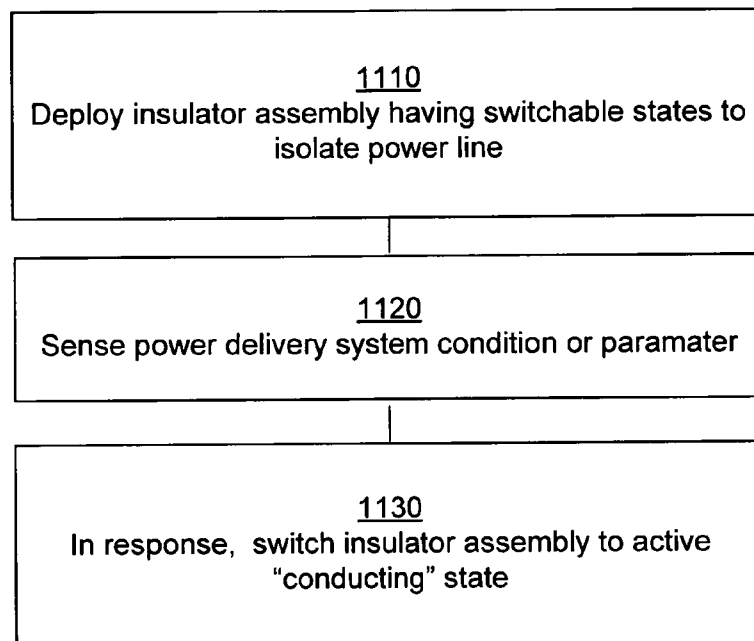 1110
Deploy insulator assembly having switchable states to
isolate power line
1120
Sense power delivery system condition or paramater
1130
In response, switch insulator assembly to active
“conducting” state